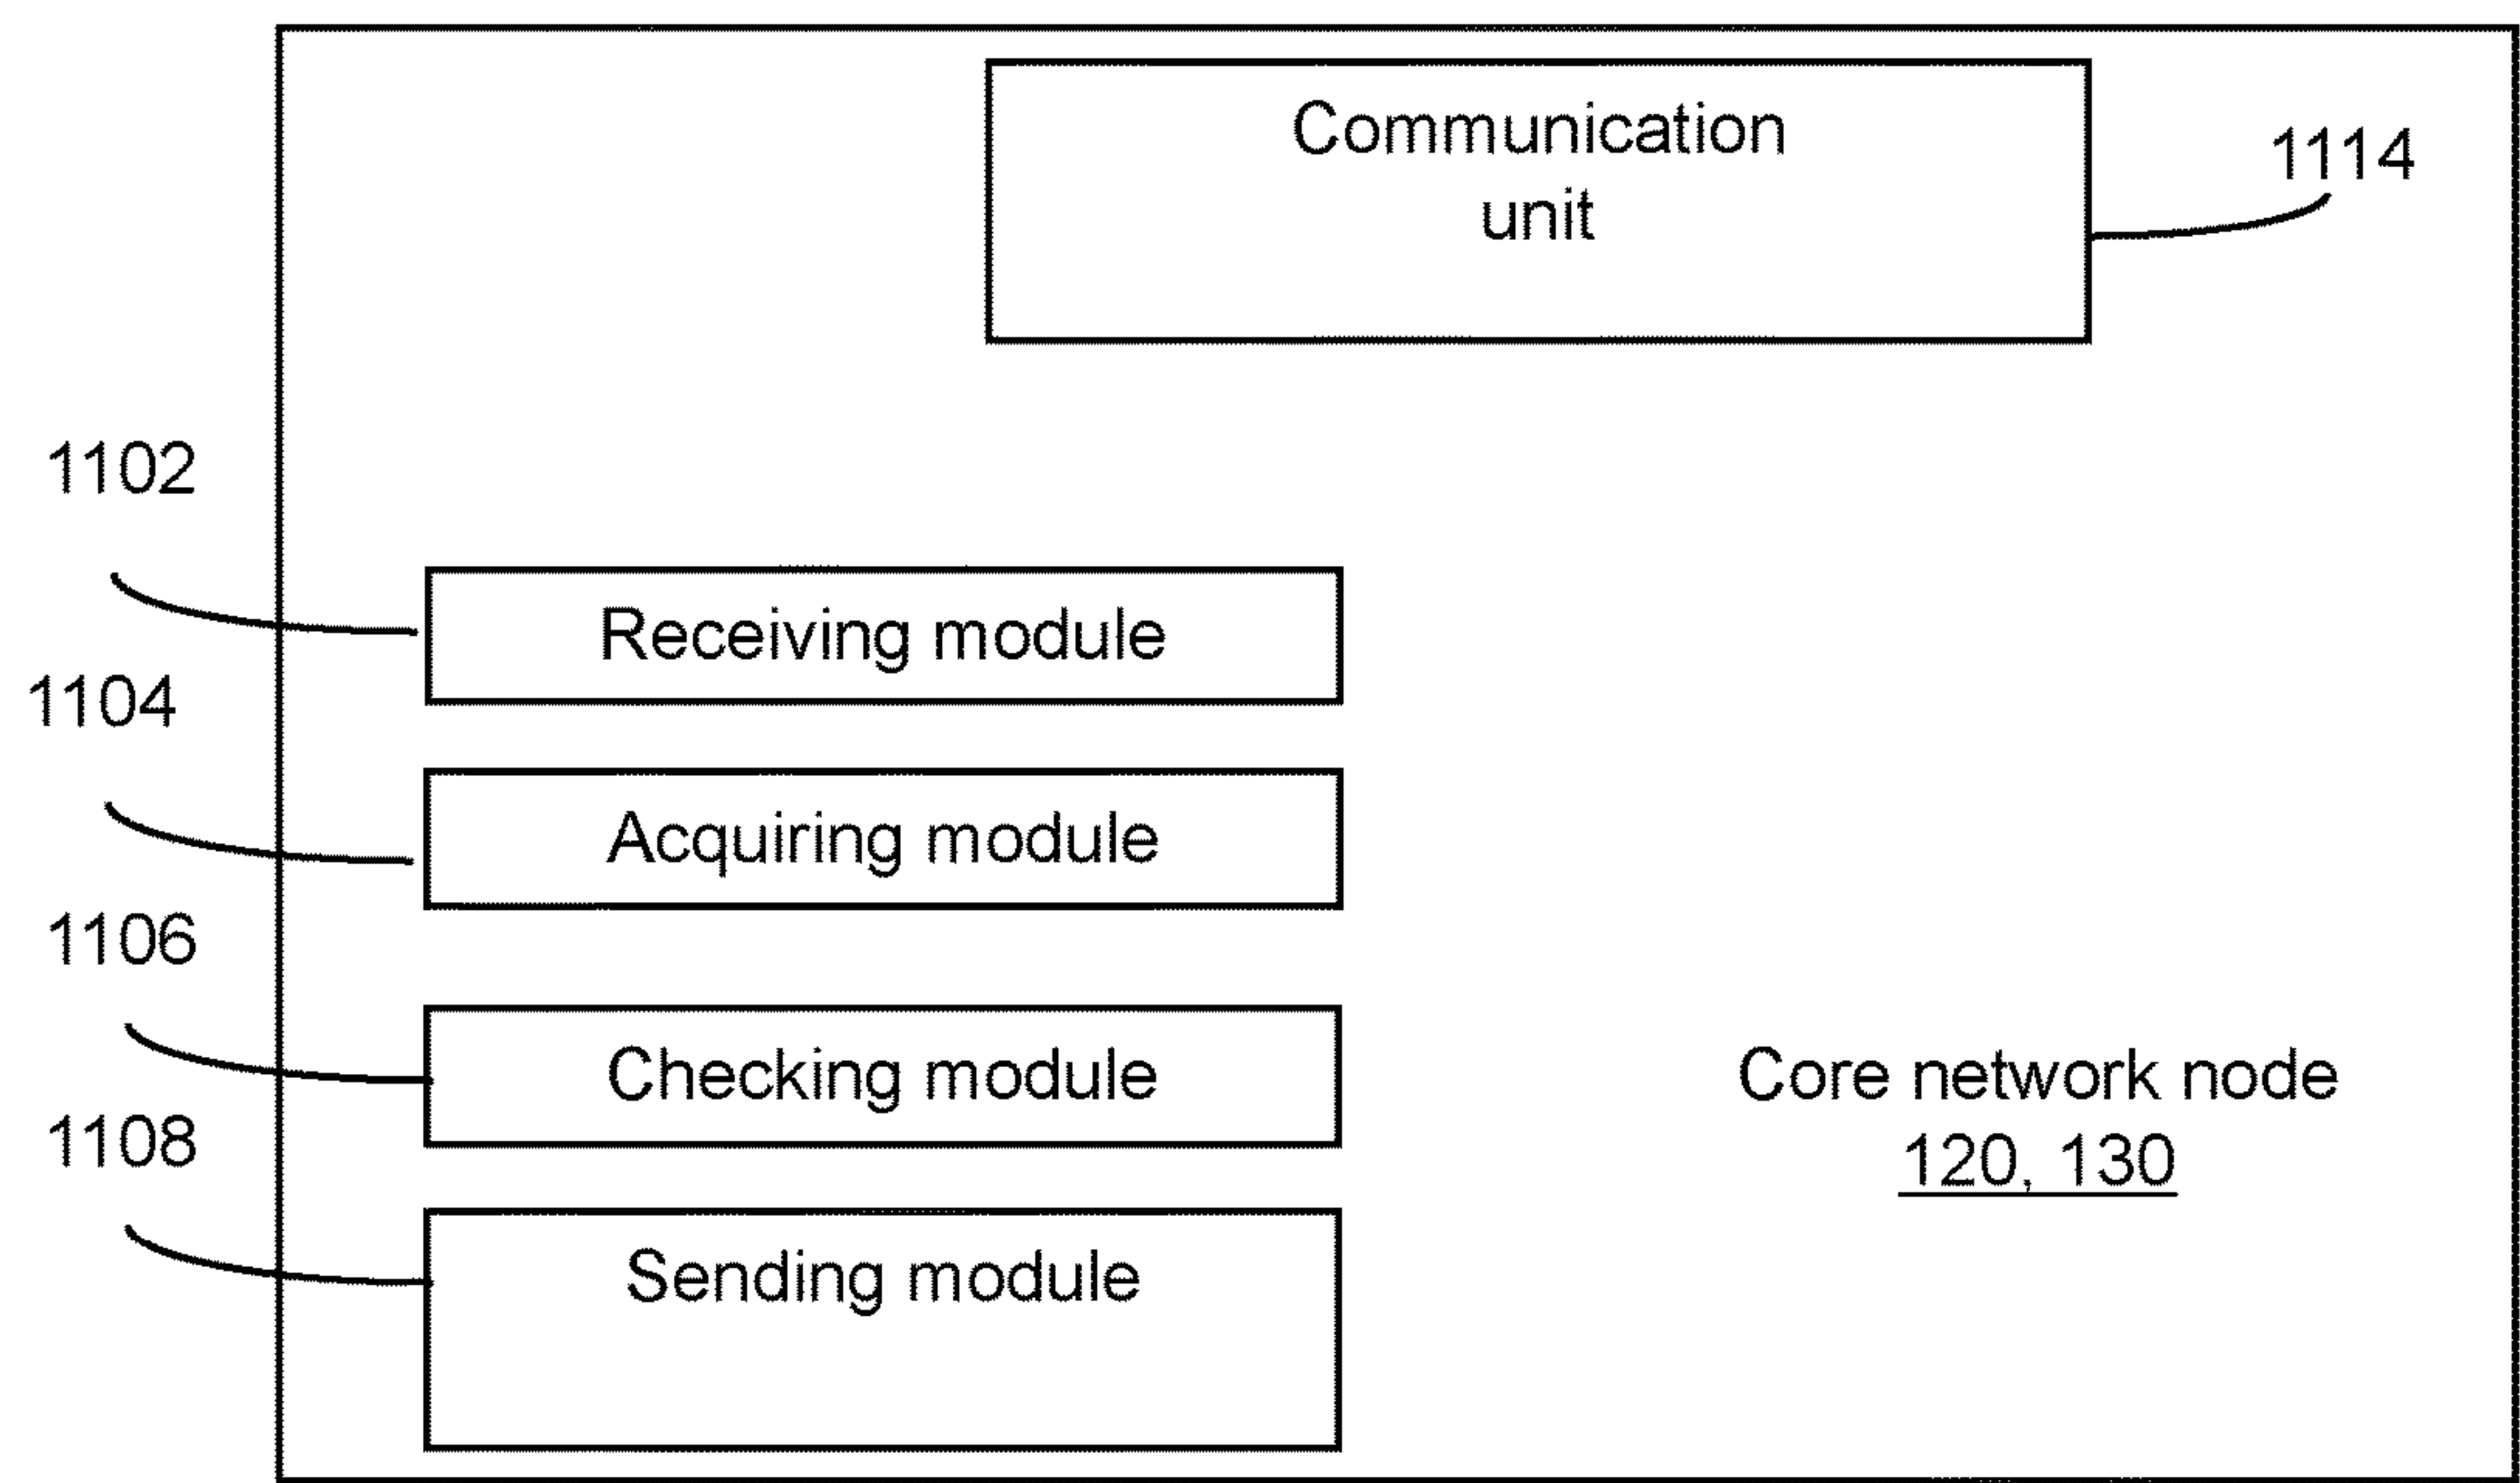 Communication
unit
1114
1102
Receiving module
1104
Acquiring module
1106
Checking module
1108
Sending module
Core network node
120, 130